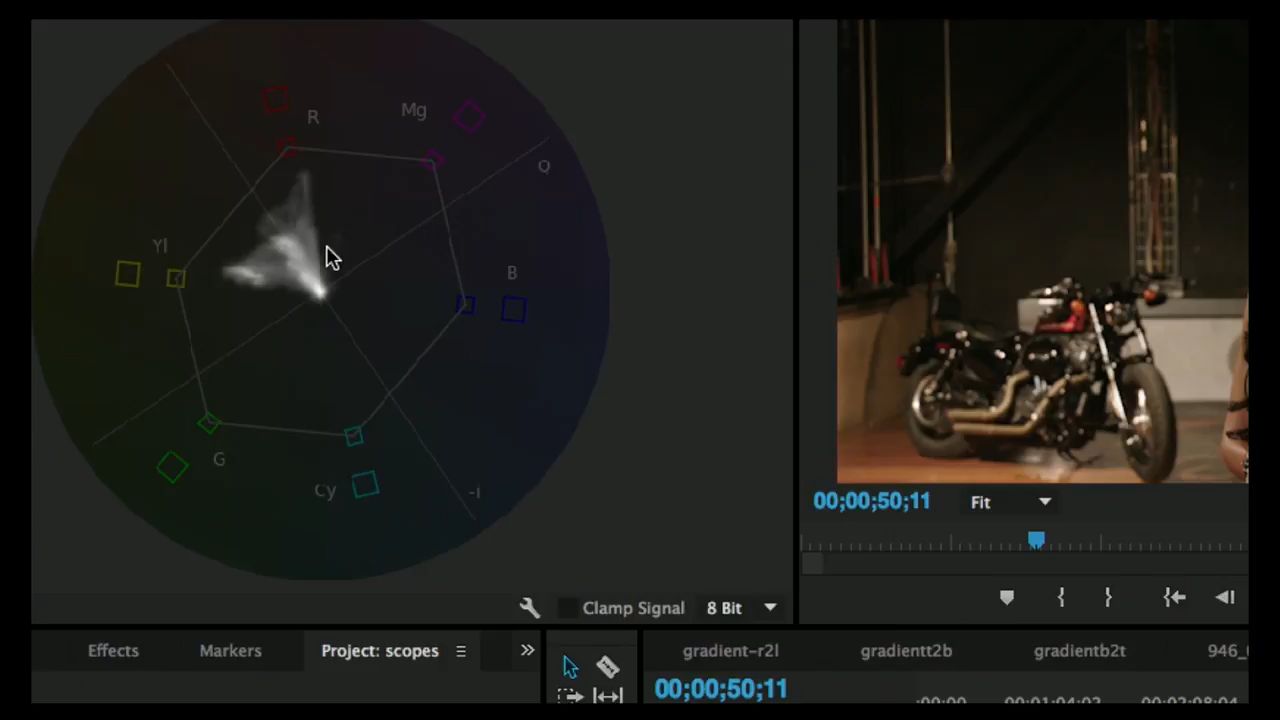 R
Mg
Q
Yl
B
G
Cy
-i
00;00;50;11
Fit
Clamp Signal
8 Bit
Effects
Markers
Project: scopes
gradient-r2l
gradientt2b
gradientb2t
00;00;50;11